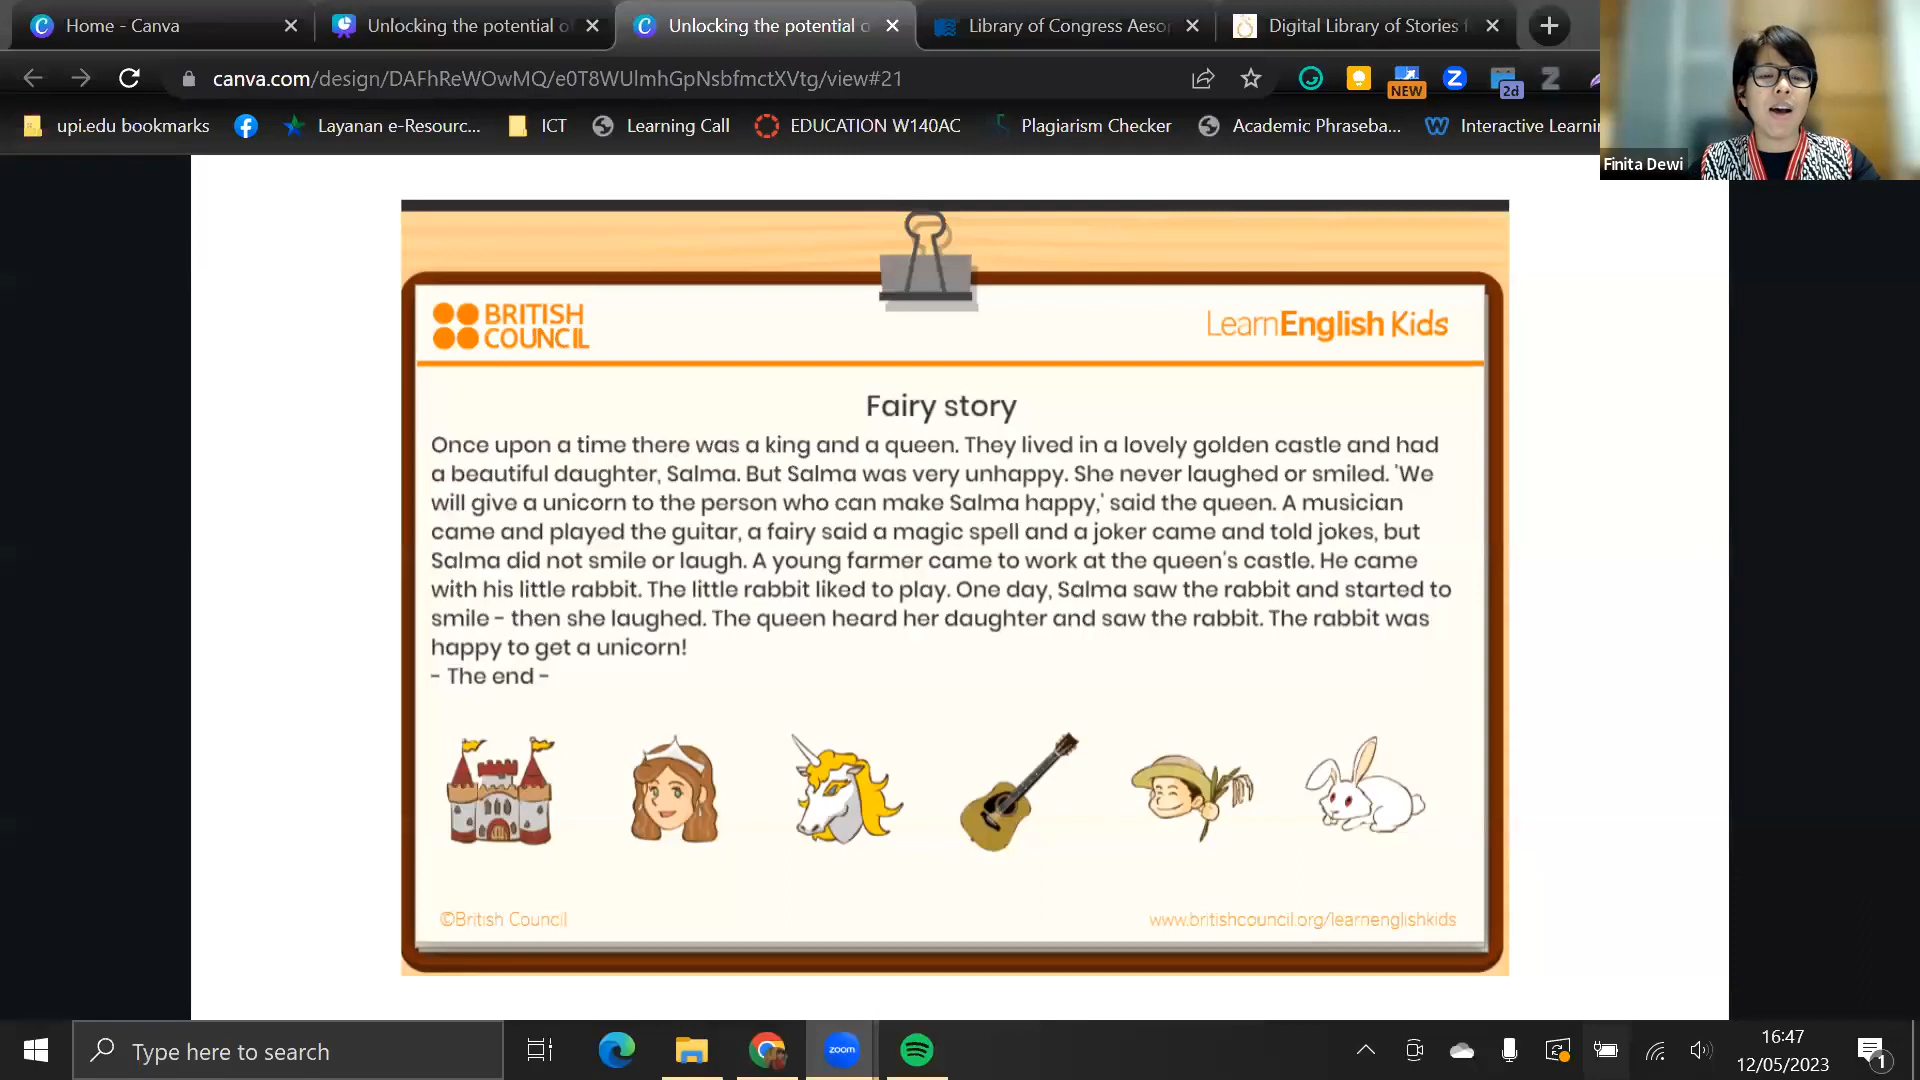 Home - Canva
Unlocking the potential of
Unlocking the potential o
Library of Congress Aesop
Digital Library of Stories f
canva.com/design/DAFhReWOwMQ/e0T8WUlmhGpNsbfmctXVtg/view#21
NEW
2d
upi.edu bookmarks
Layanan e-Resourc...
ICT
Learning Call
EDUCATION W140AC
Plagiarism Checker
Academic Phraseba...
Interactive Learnin
Finita Dewi
BRITISH
COUNCIL
LearnEnglish Kids
Fairy story
Once upon a time there was a king and a queen. They lived in a lovely golden castle and had
a beautiful daughter, Salma. But Salma was very unhappy. She never laughed or smiled. 'We
will give a unicorn to the person who can make Salma happy,' said the queen. A musician
came and played the guitar, a fairy said a magic spell and a joker came and told jokes, but
Salma did not smile or laugh. A young farmer came to work at the queen's castle. He came
with his little rabbit. The little rabbit liked to play. One day, Salma saw the rabbit and started to
smile - then she laughed. The queen heard her daughter and saw the rabbit. The rabbit was
happy to get a unicorn!
- The end -
©British Council
www.britishcouncil.org/learnenglishkids
Type here to search
zoom
16:47
12/05/2023
1